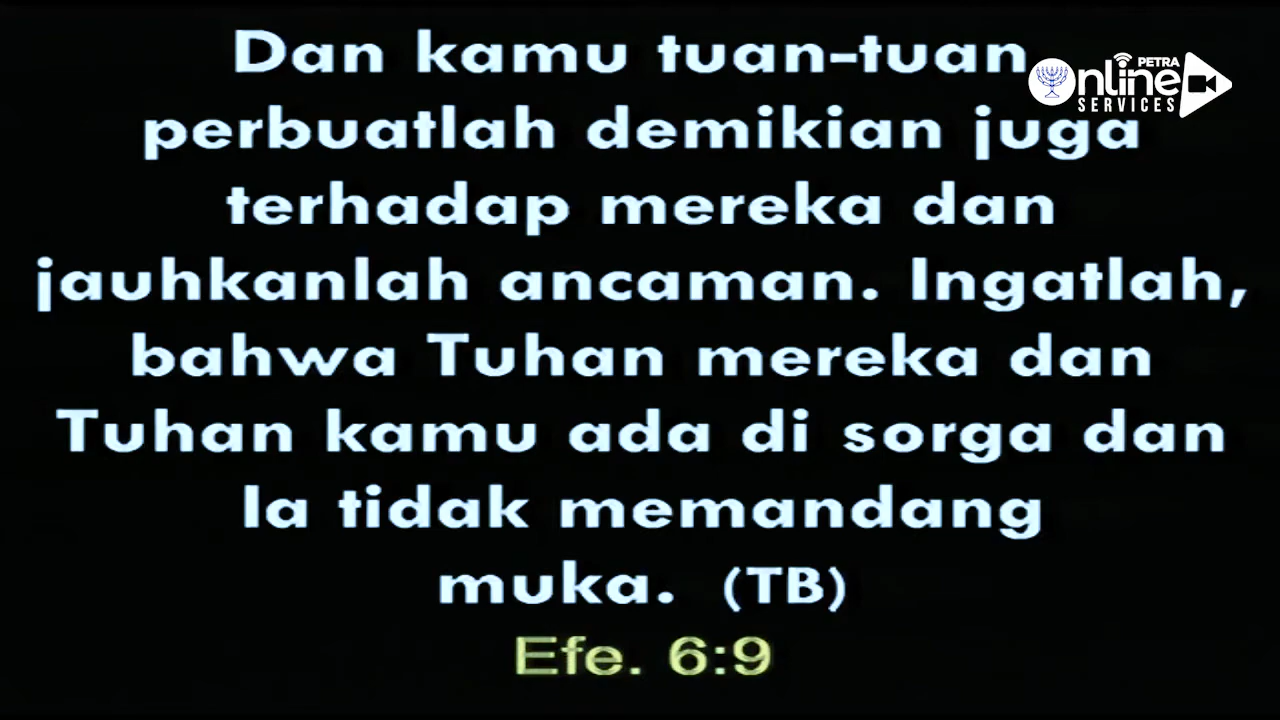 Dan kamu tuan-tuan,
perbuatlah demikian juga
terhadap mereka dan
jauhkanlah ancaman. Ingatlah,
bahwa Tuhan mereka dan
Tuhan kamu ada di sorga dan
Ia tidak memandang
muka. (TB)
Efe. 6:9
PETRA
Online
SERVICES